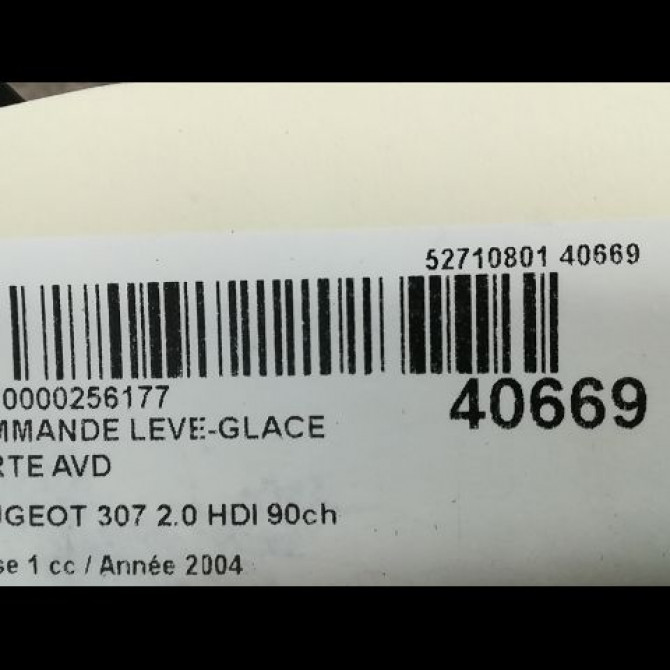 52710801 40669
0000256177
40669
MMANDE LEVE-GLACE
RTE AVD
UGEOT 307 2.0 HDI 90ch
se 1 cc / Année 2004